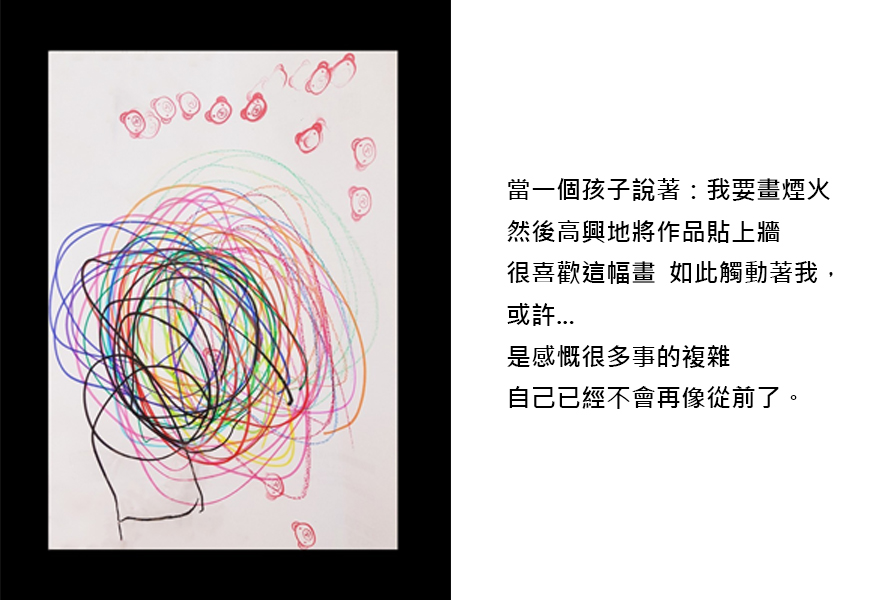 當一個孩子說著：我要畫煙火
然後高興地將作品貼上牆
很喜歡這幅畫 如此觸動著我，
或許...
是感慨很多事的複雜
自己已經不會再像從前了。